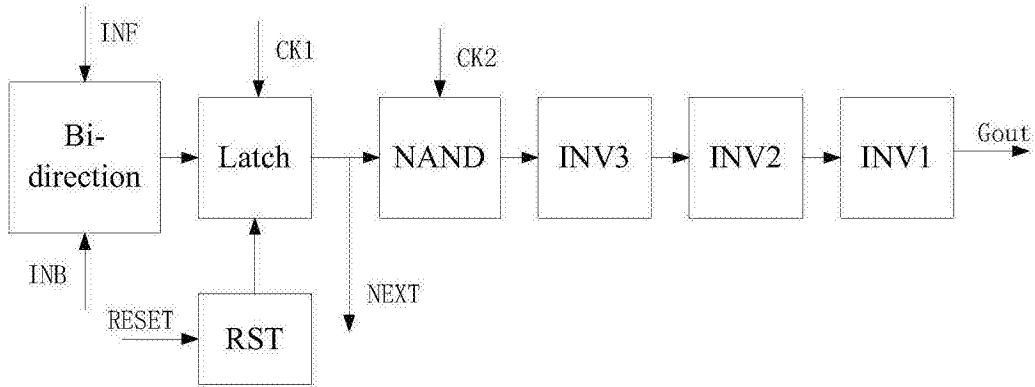 INF
CK1
CK2
Bi-
direction
Latch
NAND
INV3
INV2
INV1
Gout
INB
NEXT
RESET
RST